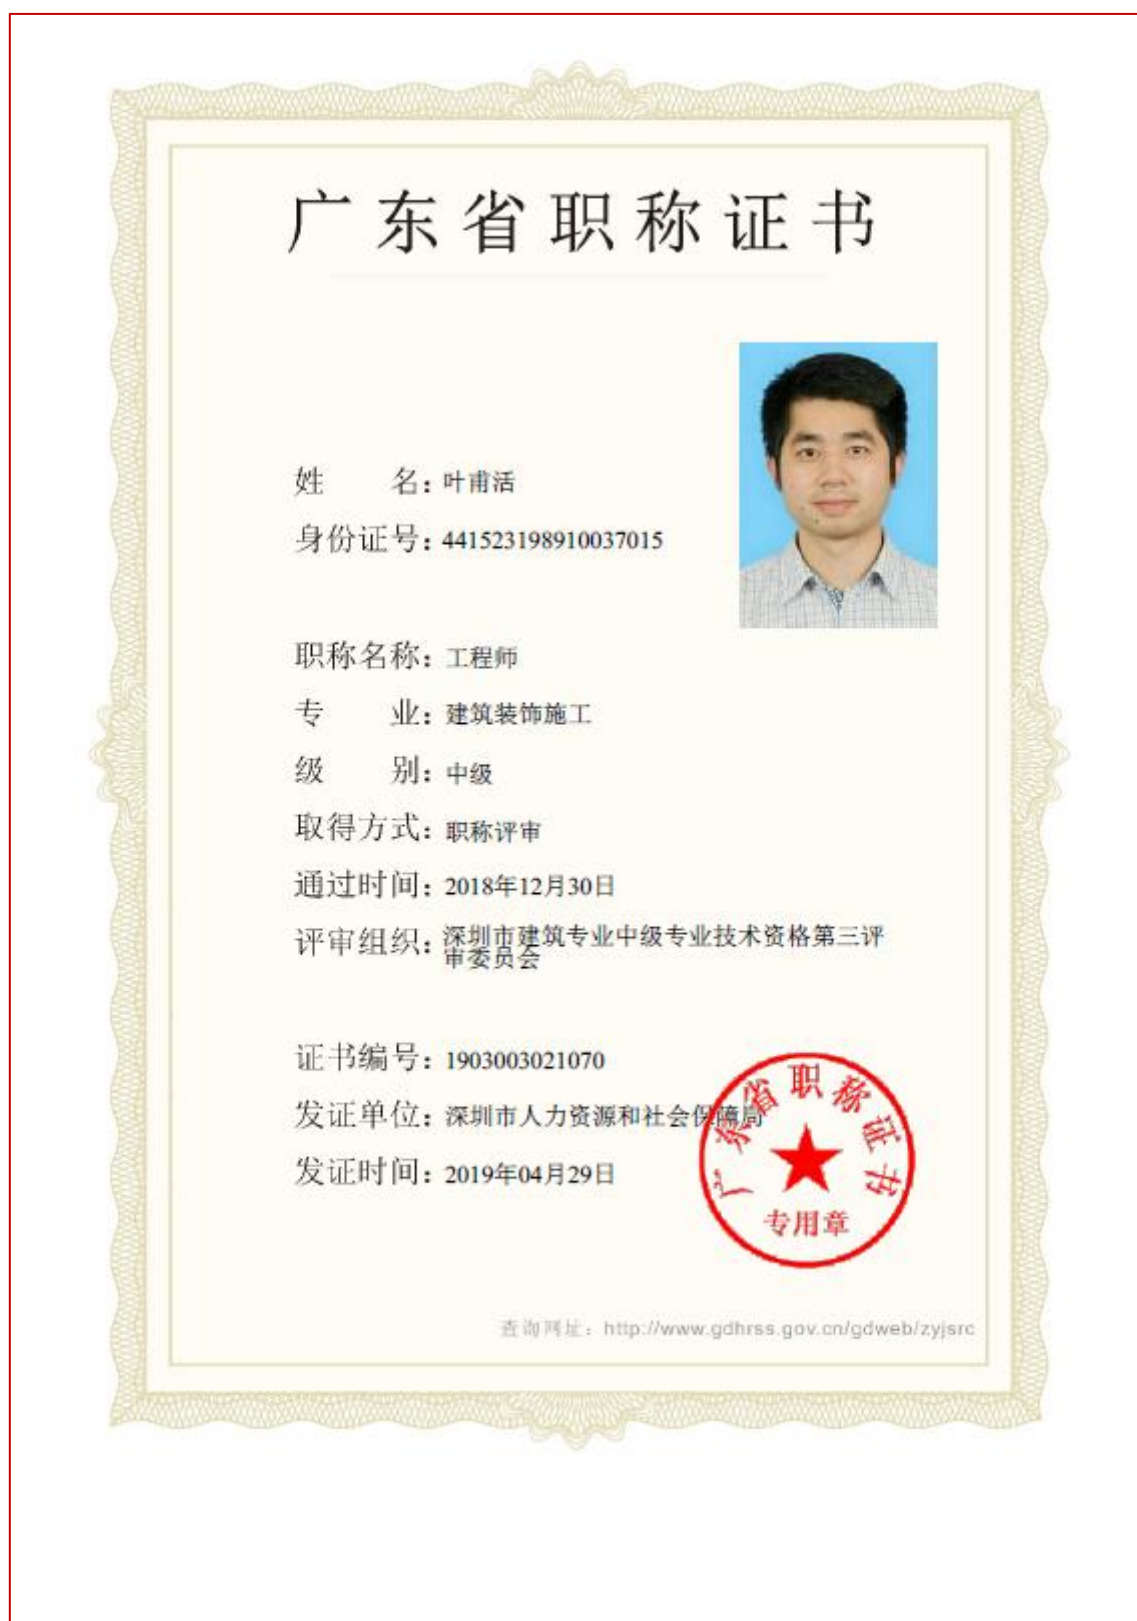 广东省职称证书
姓 名：叶甫活
身份证号：441523198910037015
职称名称：工程师
专 业：建筑装饰施工
级 别：中级
取得方式：职称评审
通过时间：2018年12月30日
评审组织：深圳市建筑专业中级专业技术资格第三评
审委员会
证书编号：1903003021070
发证单位：深圳市人力资源和社会保障局
发证时间：2019年04月29日
广东省职称证书
专用章
查询网址：http://www.gdhrss.gov.cn/gdweb/zyjsrc